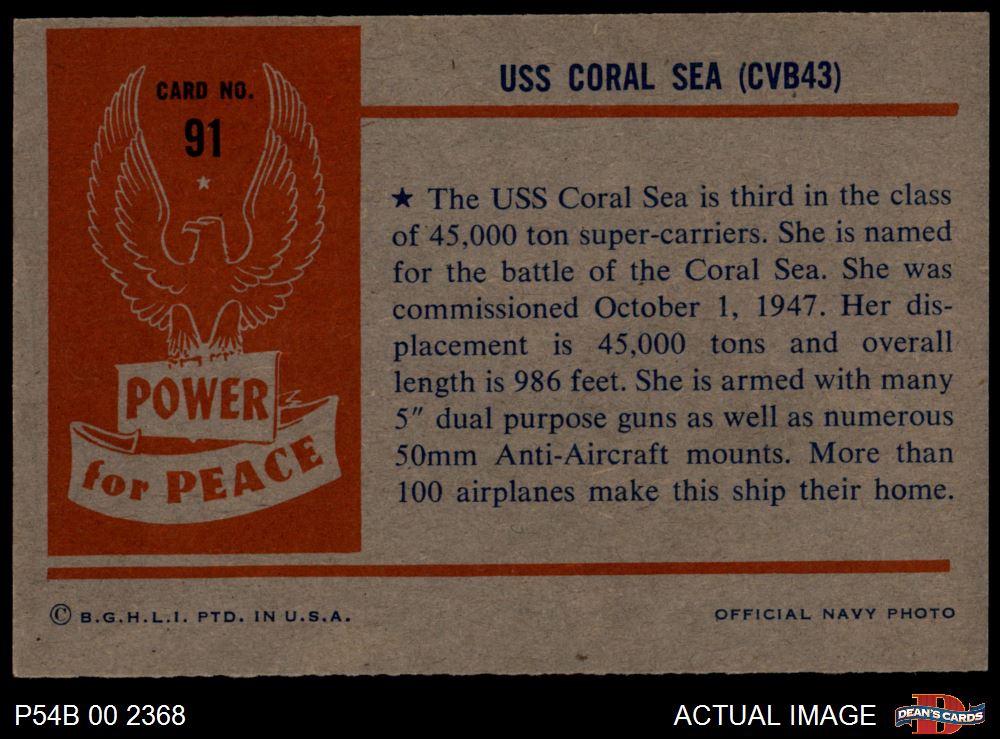 CARD NO.
91
POWER
for PEACE
USS CORAL SEA (CVB43)
★ The USS Coral Sea is third in the class
of 45,000 ton super-carriers. She is named
for the battle of the Coral Sea. She was
commissioned October 1, 1947. Her dis-
placement is 45,000 tons and overall
length is 986 feet. She is armed with many
5″ dual purpose guns as well as numerous
50mm Anti-Aircraft mounts. More than
100 airplanes make this ship their home.
© B.G.H.L.I. PTD. IN U.S.A.
OFFICIAL NAVY PHOTO
P54B 00 2368
ACTUAL IMAGE
D
DEAN'S CARDS